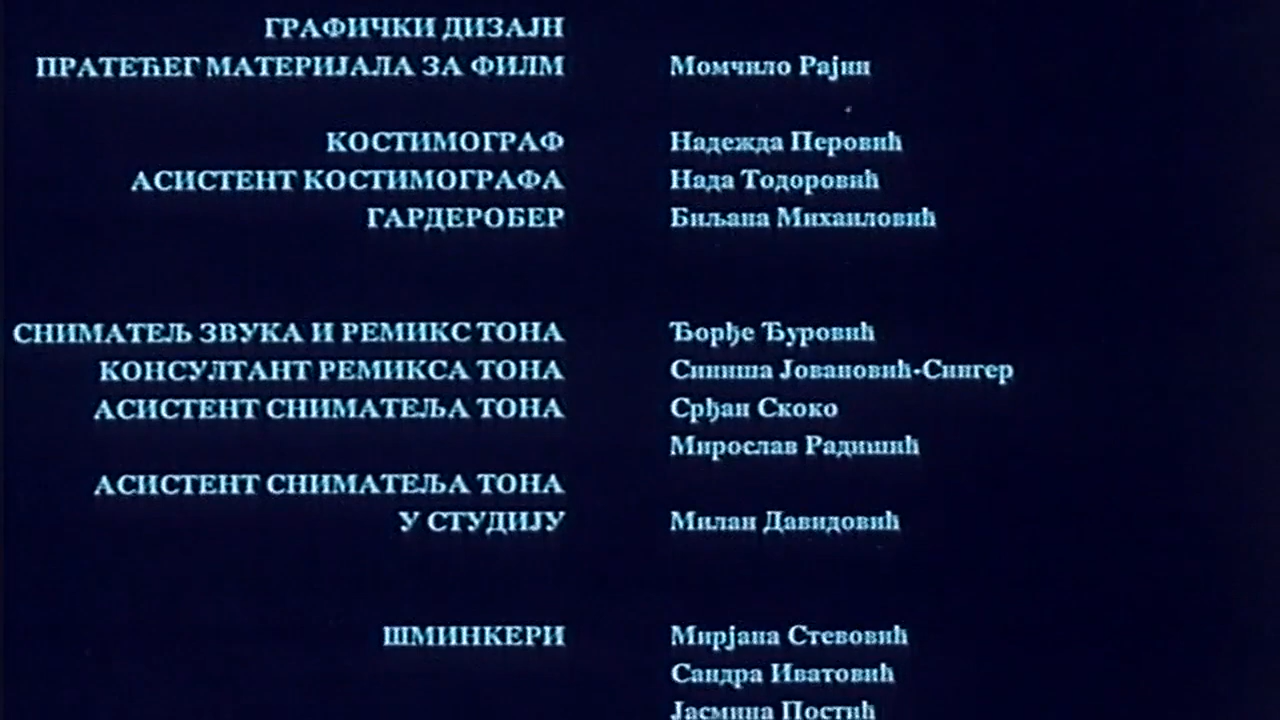 ГРАФИЧКИ ДИЗАЈН
ПРАТЕЋЕГ МАТЕРИЈАЛА ЗА ФИЛМ Момчило Рајин
КОСТИМОГРАФ Надежда Перовић
АСИСТЕНТ КОСТИМОГРАФА Нада Тодоровић
ГАРДЕРОБЕР Биљана Михаиловић
СНИМАТЕЉ ЗВУКА И РЕМИКС ТОНА Ђорђе Ђуровић
КОНСУЛТАНТ РЕМИКСА ТОНА Синиша Јовановић-Сингер
АСИСТЕНТ СНИМАТЕЉА ТОНА Срђан Скоко
Мирослав Радишић
АСИСТЕНТ СНИМАТЕЉА ТОНА
У СТУДИЈУ Милан Давидовић
ШМИНКЕРИ Мирјана Стевовић
Сандра Иватовић
Јасмина Постић